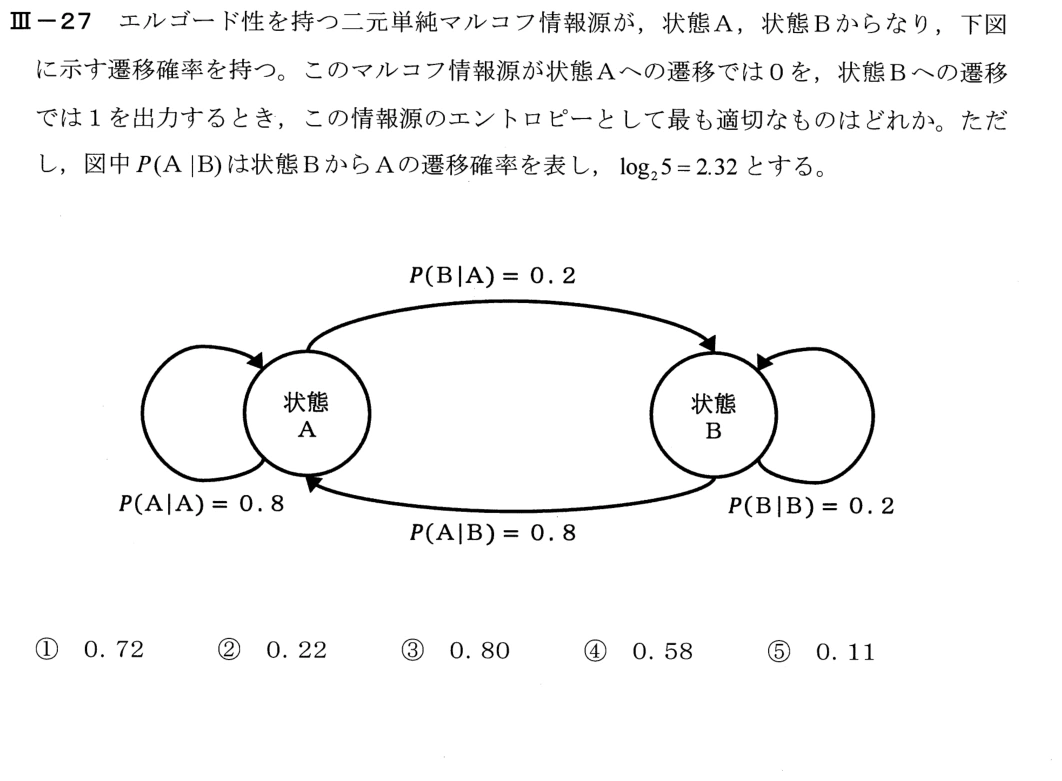 Ⅲ－27　エルゴード性を持つ二元単純マルコフ情報源が，状態Ａ，状態Ｂからなり，下図
に示す遷移確率を持つ。このマルコフ情報源が状態Ａへの遷移では０を，状態Ｂへの遷移
では１を出力するとき，この情報源のエントロピーとして最も適切なものはどれか。ただ
し，図中P(A |B)は状態ＢからＡの遷移確率を表し， log₂5 = 2.32 とする。
P(B|A) = 0.2
状態
A
状態
B
P(A|A) = 0.8
P(B|B) = 0.2
P(A|B) = 0.8
①　0.72　②　0.22　③　0.80　④　0.58　⑤　0.11